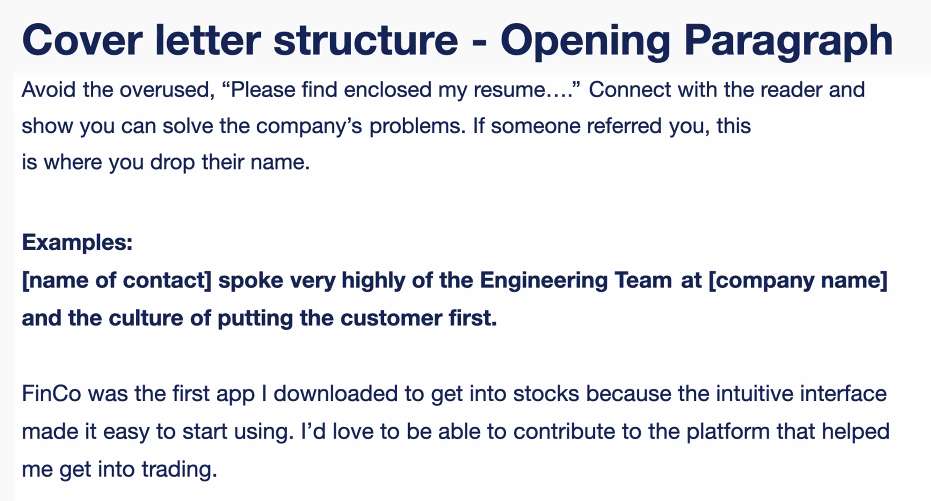 Cover letter structure - Opening Paragraph
Avoid the overused, “Please find enclosed my resume….” Connect with the reader and
show you can solve the company’s problems. If someone referred you, this
is where you drop their name.
Examples:
[name of contact] spoke very highly of the Engineering Team at [company name]
and the culture of putting the customer first.
FinCo was the first app I downloaded to get into stocks because the intuitive interface
made it easy to start using. I’d love to be able to contribute to the platform that helped
me get into trading.